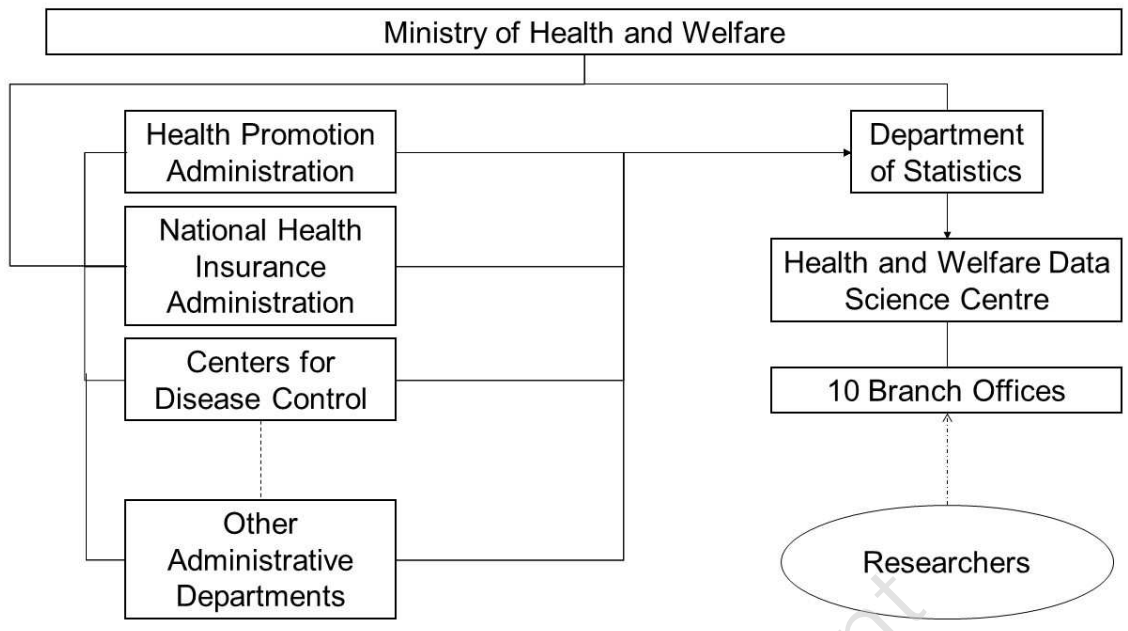 Ministry of Health and Welfare
Health Promotion
Administration
National Health
Insurance
Administration
Centers for
Disease Control
Other
Administrative
Departments
Department
of Statistics
Health and Welfare Data
Science Centre
10 Branch Offices
Researchers